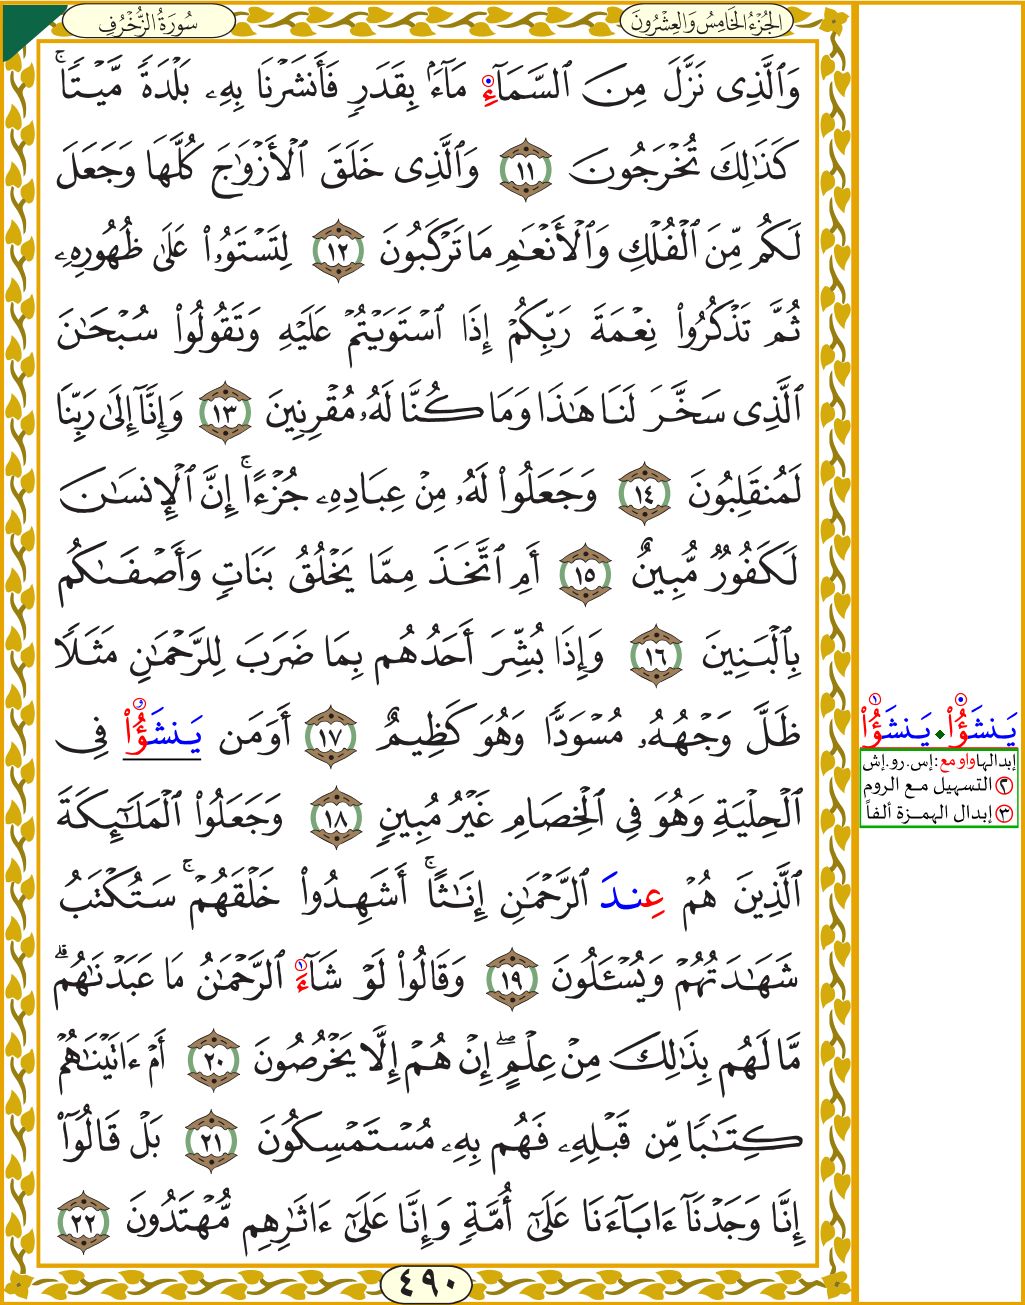 الجُزْءُ الخَامِسُ وَالعِشْرُونَ
سُورَةُ الزُّخْرُفِ
وَٱلَّذِى نَزَّلَ مِنَ ٱلسَّمَآءِ مَآءَۢ بِقَدَرٍ فَأَنشَرْنَا بِهِۦ بَلْدَةً مَّيْتًا ۚ
كَذَٰلِكَ تُخْرَجُونَ ١١ وَٱلَّذِى خَلَقَ ٱلْأَزْوَٰجَ كُلَّهَا وَجَعَلَ
لَكُم مِّنَ ٱلْفُلْكِ وَٱلْأَنْعَٰمِ مَا تَرْكَبُونَ ١٢ لِتَسْتَوُۥا۟ عَلَىٰ ظُهُورِهِۦ
ثُمَّ تَذْكُرُوا۟ نِعْمَةَ رَبِّكُمْ إِذَا ٱسْتَوَيْتُمْ عَلَيْهِ وَتَقُولُوا۟ سُبْحَٰنَ
ٱلَّذِى سَخَّرَ لَنَا هَٰذَا وَمَا كُنَّا لَهُۥ مُقْرِنِينَ ١٣ وَإِنَّآ إِلَىٰ رَبِّنَا
لَمُنقَلِبُونَ ١٤ وَجَعَلُوا۟ لَهُۥ مِنْ عِبَادِهِۦ جُزْءًا ۚ إِنَّ ٱلْإِنسَٰنَ
لَكَفُورٌ مُّبِينٌ ١٥ أَمِ ٱتَّخَذَ مِمَّا يَخْلُقُ بَنَاتٍ وَأَصْفَىٰكُم
بِٱلْبَنِينَ ١٦ وَإِذَا بُشِّرَ أَحَدُهُم بِمَا ضَرَبَ لِلرَّحْمَٰنِ مَثَلًا
ظَلَّ وَجْهُهُۥ مُسْوَدًّا وَهُوَ كَظِيمٌ ١٧ أَوَمَن يَنشَؤُا۟ فِى
ٱلْحِلْيَةِ وَهُوَ فِى ٱلْخِصَامِ غَيْرُ مُبِينٍ ١٨ وَجَعَلُوا۟ ٱلْمَلَٰٓئِكَةَ
ٱلَّذِينَ هُمْ عِندَ ٱلرَّحْمَٰنِ إِنَٰثًا ۚ أَشَهِدُوا۟ خَلْقَهُمْ ۚ سَتُكْتَبُ
شَهَٰدَتُهُمْ وَيُسْـَٔلُونَ ١٩ وَقَالُوا۟ لَوْ شَآءَ ٱلرَّحْمَٰنُ مَا عَبَدْنَٰهُم ۗ
مَّا لَهُم بِذَٰلِكَ مِنْ عِلْمٍ ۖ إِنْ هُمْ إِلَّا يَخْرُصُونَ ٢٠ أَمْ ءَاتَيْنَٰهُمْ
كِتَٰبًا مِّن قَبْلِهِۦ فَهُم بِهِۦ مُسْتَمْسِكُونَ ٢١ بَلْ قَالُوٓا۟
إِنَّا وَجَدْنَآ ءَابَآءَنَا عَلَىٰٓ أُمَّةٍ وَإِنَّا عَلَىٰٓ ءَاثَٰرِهِم مُّهْتَدُونَ ٢٢
٤٩٠
يَنشَؤُا۟ • يَنشَؤُا۟
إبدالها واو مع: إس.رو.إش
٢ التسهيل مع الروم
٣ إبدال الهمزة ألفاً